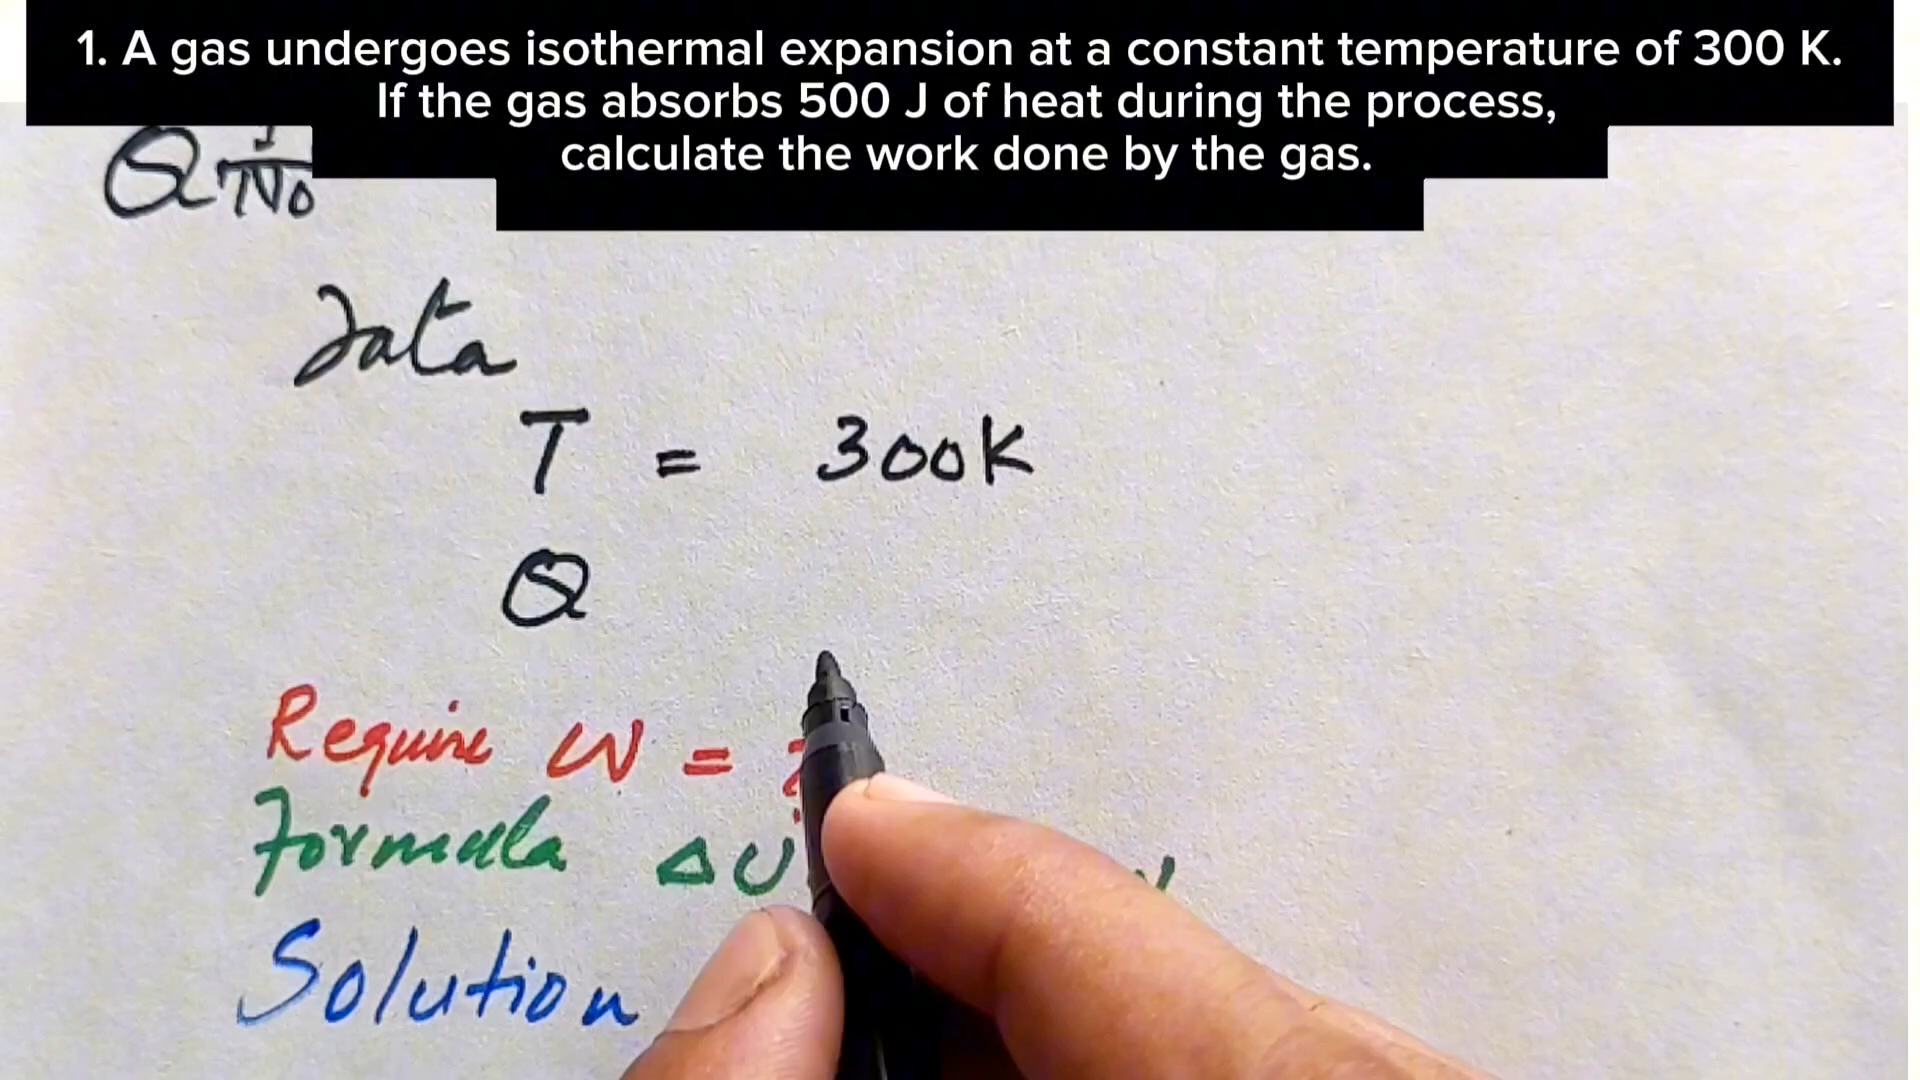 1. A gas undergoes isothermal expansion at a constant temperature of 300 K.
If the gas absorbs 500 J of heat during the process,
calculate the work done by the gas.
Q No
Data
T = 300K
Q
Require W =
Formula ΔU
Solution